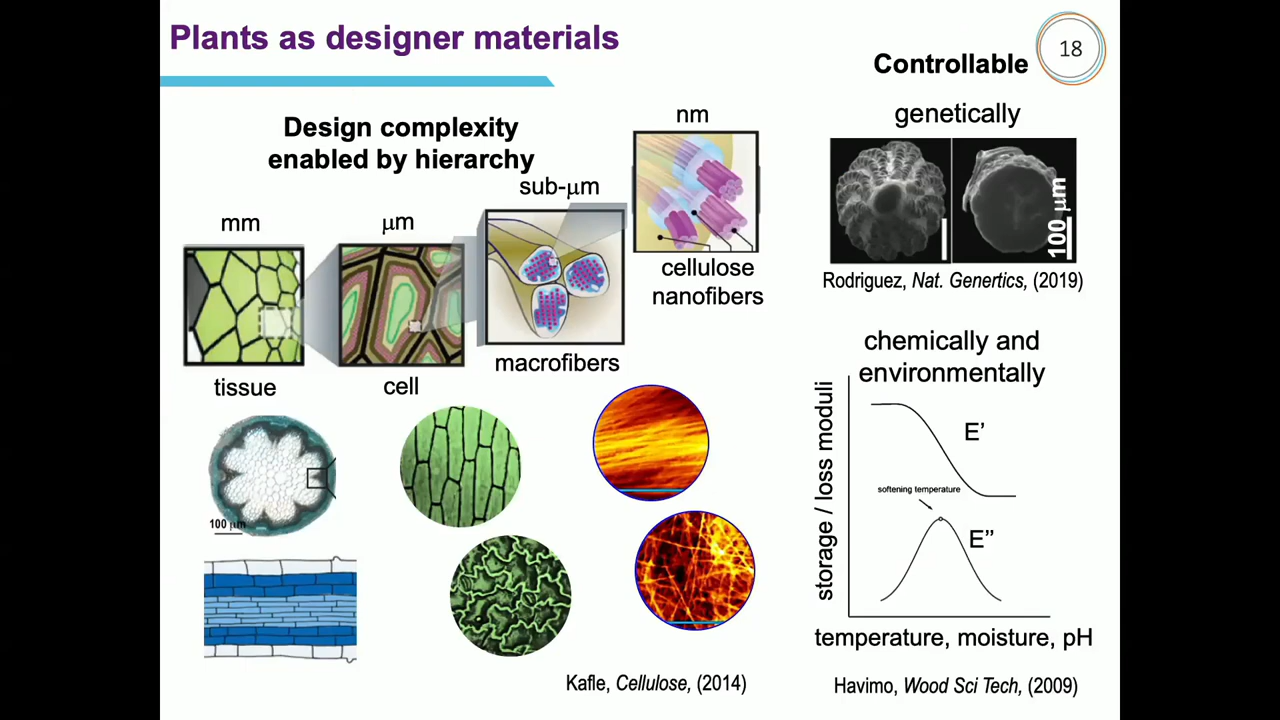 Plants as designer materials
18
Controllable
Design complexity
enabled by hierarchy
mm
μm
sub-μm
nm
tissue
cell
macrofibers
cellulose
nanofibers
100 μm
Kafle, Cellulose, (2014)
genetically
100 μm
Rodriguez, Nat. Genertics, (2019)
chemically and
environmentally
storage / loss moduli
E’
softening temperature
E”
temperature, moisture, pH
Havimo, Wood Sci Tech, (2009)